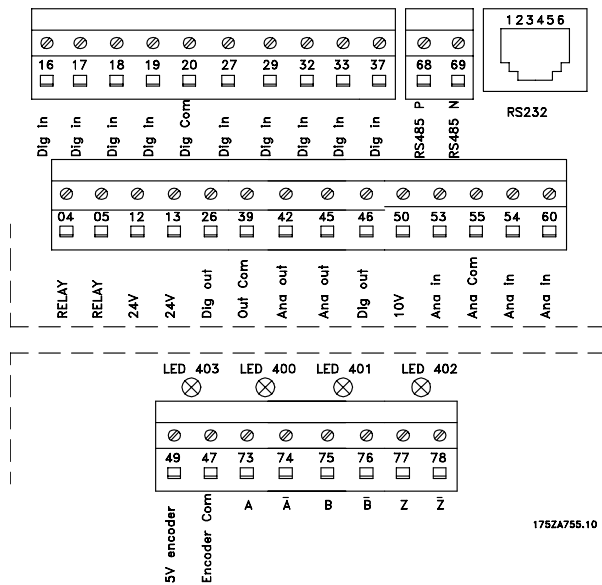 1 2 3 4 5 6
16 17 18 19 20 27 29 32 33 37 68 69
Dig in Dig in Dig in Dig in Dig Com Dig in Dig in Dig in Dig in Dig in RS485 P RS485 N RS232
04 05 12 13 26 39 42 45 46 50 53 55 54 60
RELAY RELAY 24V 24V Dig out Out Com Ana out Ana out Dig out 10V Ana in Ana Com Ana in Ana in
LED 403 LED 400 LED 401 LED 402
49 47 73 74 75 76 77 78
5V encoder Encoder Com A A̅ B B̅ Z Z̅
175ZA755.10